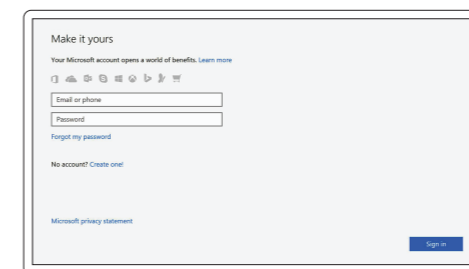 Make it yours
Your Microsoft account opens a world of benefits. Learn more
Email or phone
Password
Forgot my password
No account? Create one!
Microsoft privacy statement
Sign in